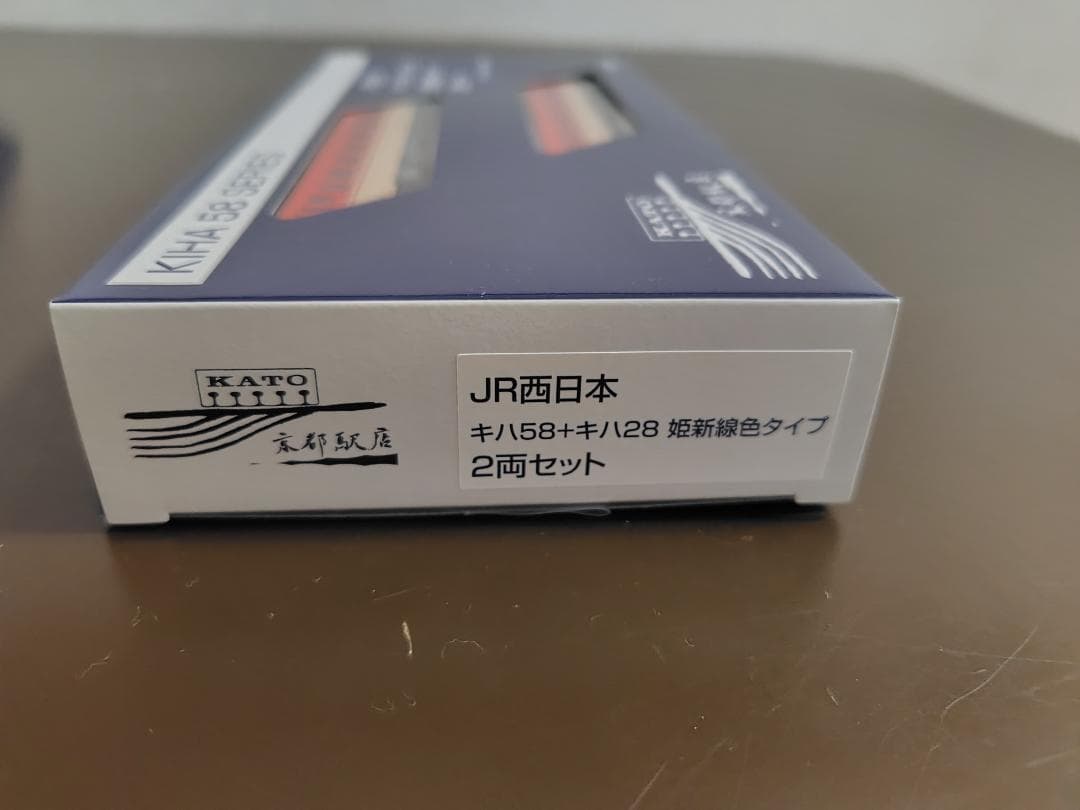 KIHA 58 SERIES
KATO
KATO
京都駅店
JR西日本
キハ58+キハ28 姫新線色タイプ
2両セット